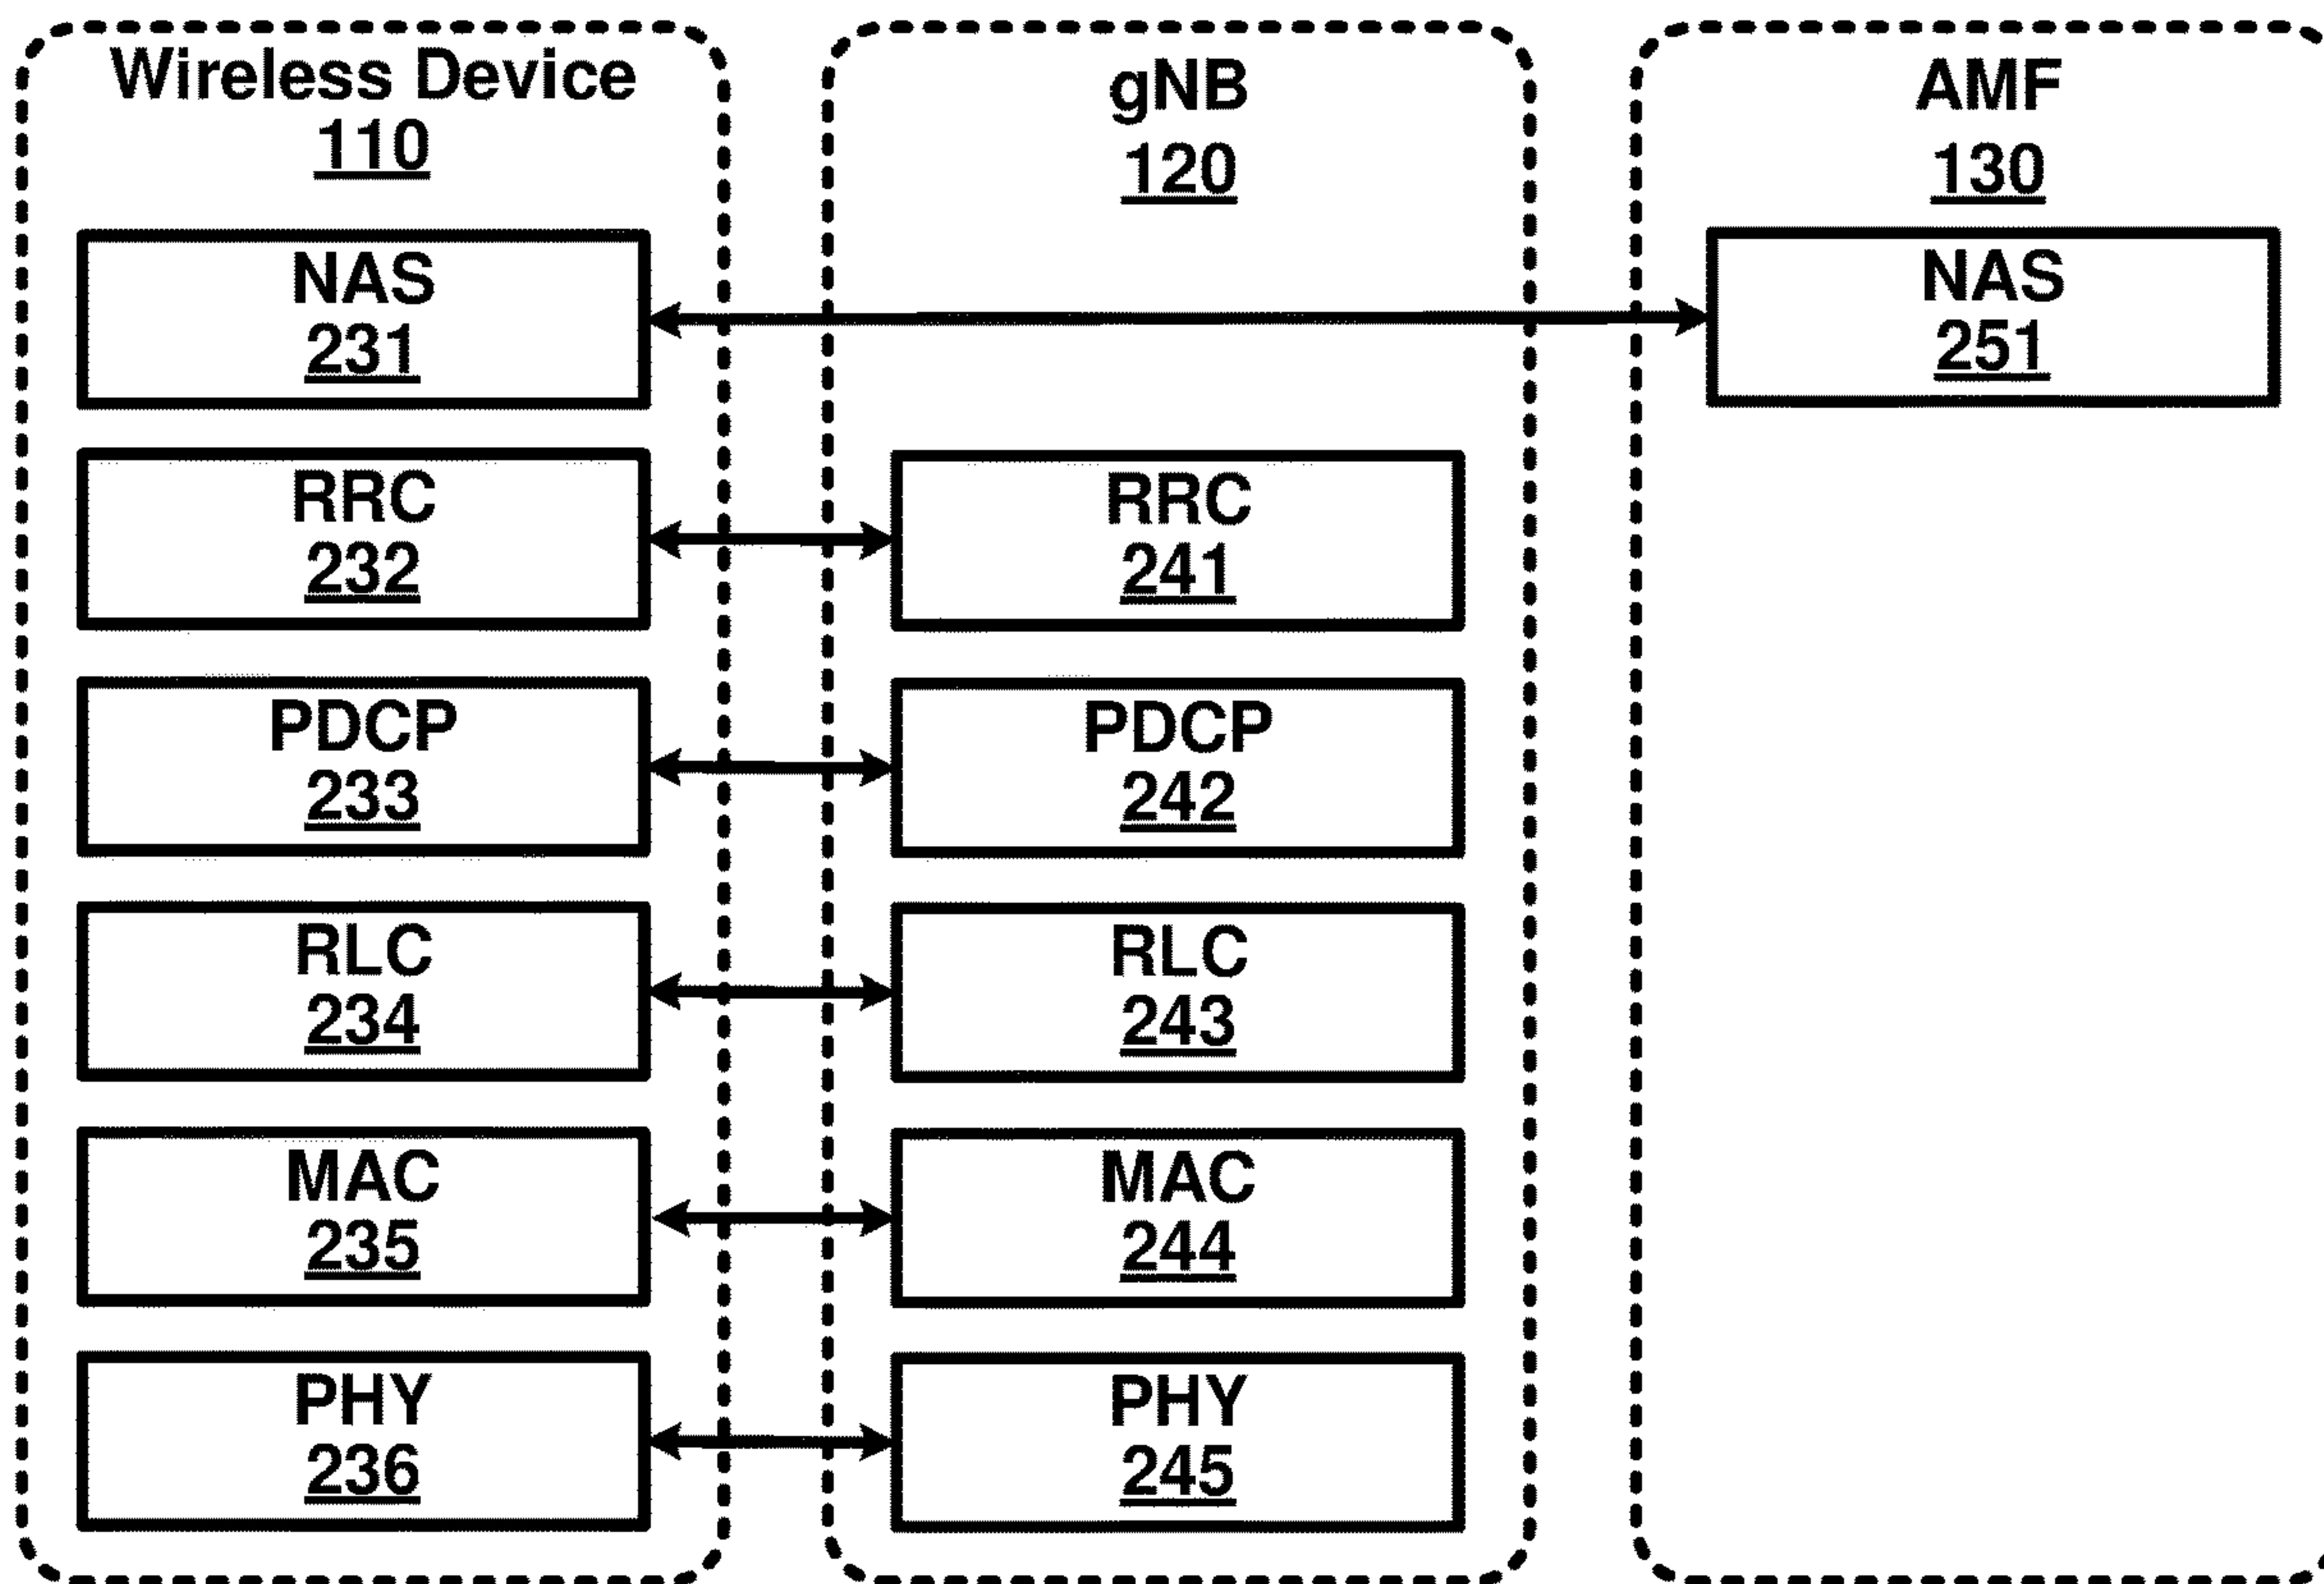 Wireless Device
110
gNB
120
AMF
130
NAS
231
NAS
251
RRC
232
RRC
241
PDCP
233
PDCP
242
RLC
234
RLC
243
MAC
235
MAC
244
PHY
236
PHY
245